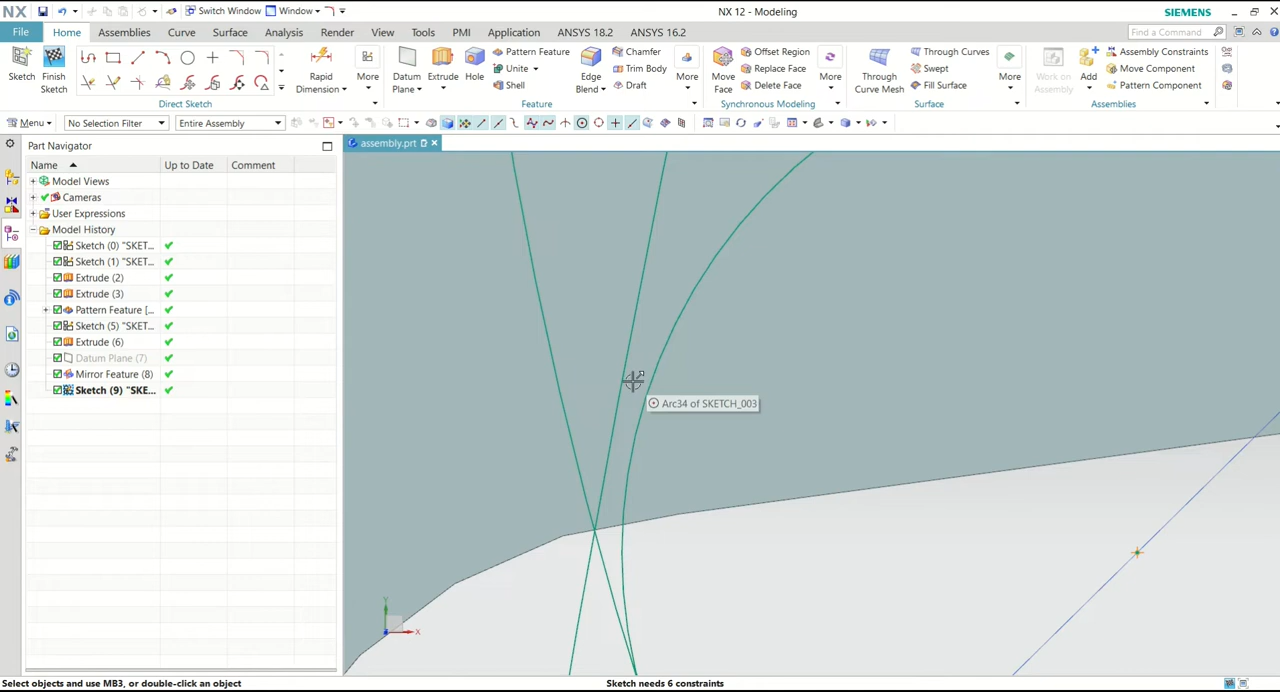 NX Switch Window Window NX 12 - Modeling SIEMENS
File Home Assemblies Curve Surface Analysis Render View Tools PMI Application ANSYS 18.2 ANSYS 16.2 Find a Command
Sketch Finish Sketch Rapid Dimension More Datum Plane Extrude Hole Pattern Feature Unite Shell Edge Blend Chamfer Trim Body Draft More Move Face Offset Region Replace Face Delete Face More Through Curve Mesh Through Curves Swept Fill Surface More Work on Assembly Add Assembly Constraints Move Component Pattern Component
Direct Sketch Feature Synchronous Modeling Surface Assemblies
Menu No Selection Filter Entire Assembly
Part Navigator assembly.prt
Name Up to Date Comment
Model Views
Cameras
User Expressions
Model History
Sketch (0) "SKET...
Sketch (1) "SKET...
Extrude (2)
Extrude (3)
Pattern Feature [...
Sketch (5) "SKET...
Extrude (6)
Datum Plane (7)
Mirror Feature (8)
Sketch (9) "SKE...
Arc34 of SKETCH_003
Y
X
Select objects and use MB3, or double-click an object Sketch needs 6 constraints